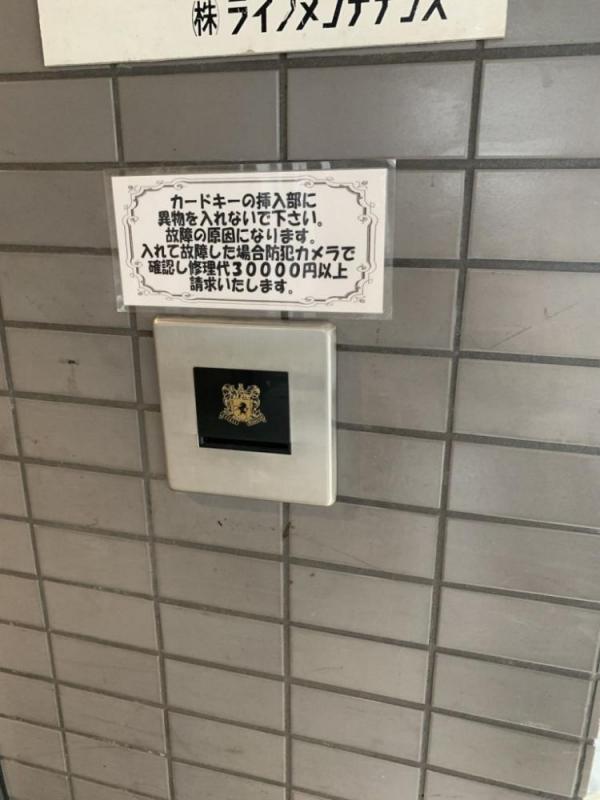 ㈱ライフメンテナンス
カードキーの挿入部に
異物を入れないで下さい。
故障の原因になります。
入れて故障した場合防犯カメラで
確認し修理代30000円以上
請求いたします。